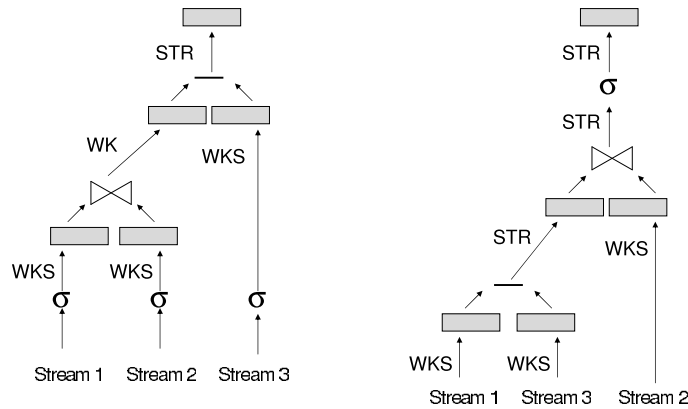 STR
WK
WKS
WKS
WKS
σ
σ
σ
Stream 1
Stream 2
Stream 3
STR
σ
STR
STR
WKS
WKS
WKS
Stream 1
Stream 3
Stream 2